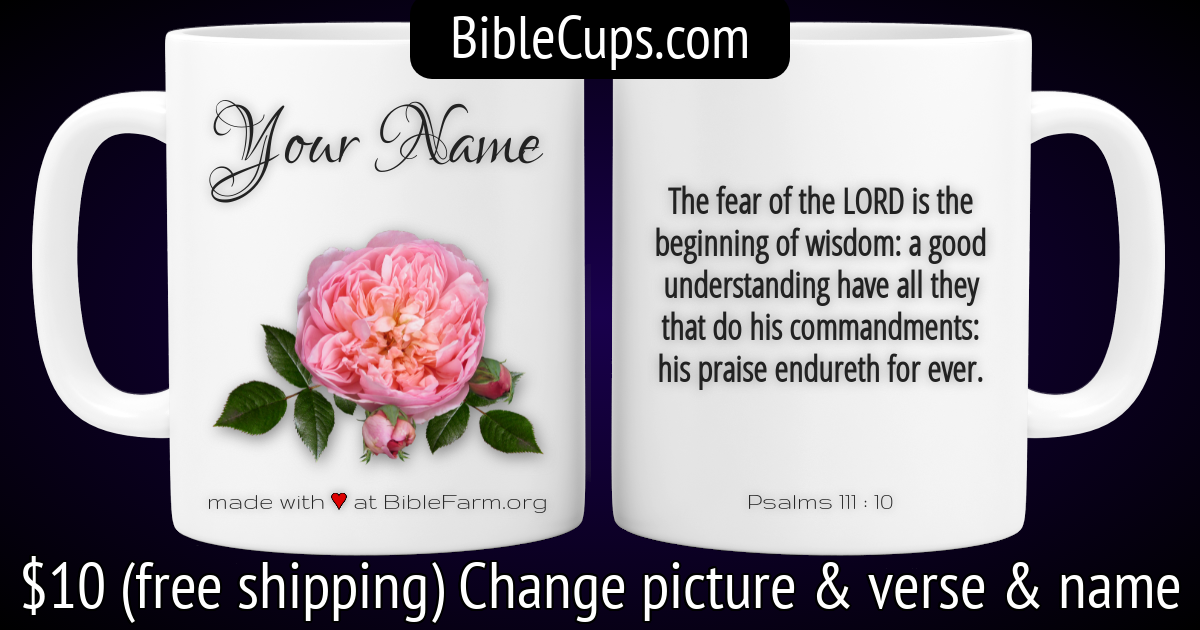 BibleCups.com
Your Name
made with ♥ at BibleFarm.org
The fear of the LORD is the
beginning of wisdom: a good
understanding have all they
that do his commandments:
his praise endureth for ever.
Psalms 111 : 10
$10 (free shipping) Change picture & verse & name